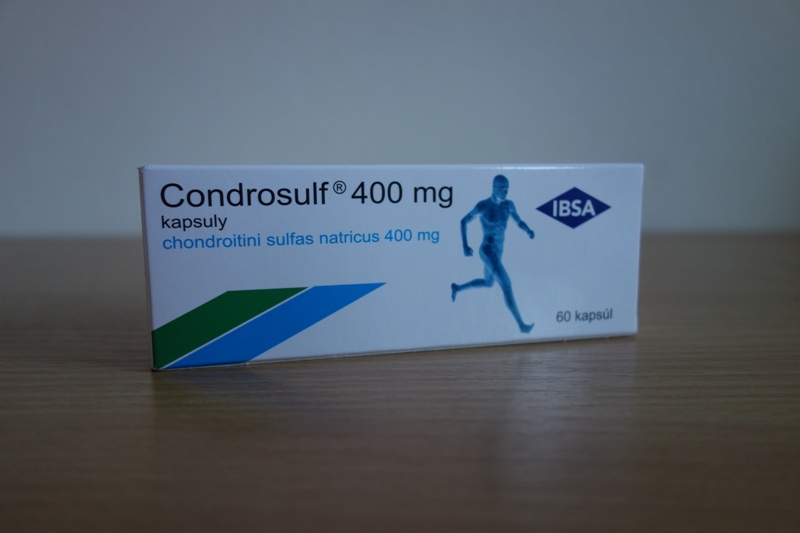 Condrosulf® 400 mg
kapsuly
chondroitini sulfas natricus 400 mg
IBSA
60 kapsúl